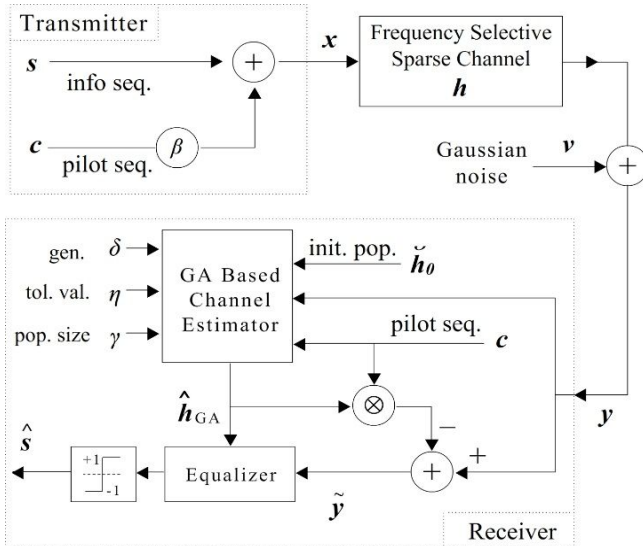 Transmitter
s
info seq.
+
x
Frequency Selective
Sparse Channel
h
c
pilot seq.
β
Gaussian
noise
v
+
gen. δ
tol. val. η
pop. size γ
GA Based
Channel
Estimator
init. pop.
h̆0
pilot seq.
c
ĥGA
⊗
−
+
+
y
ŝ
+1
-1
Equalizer
ỹ
Receiver